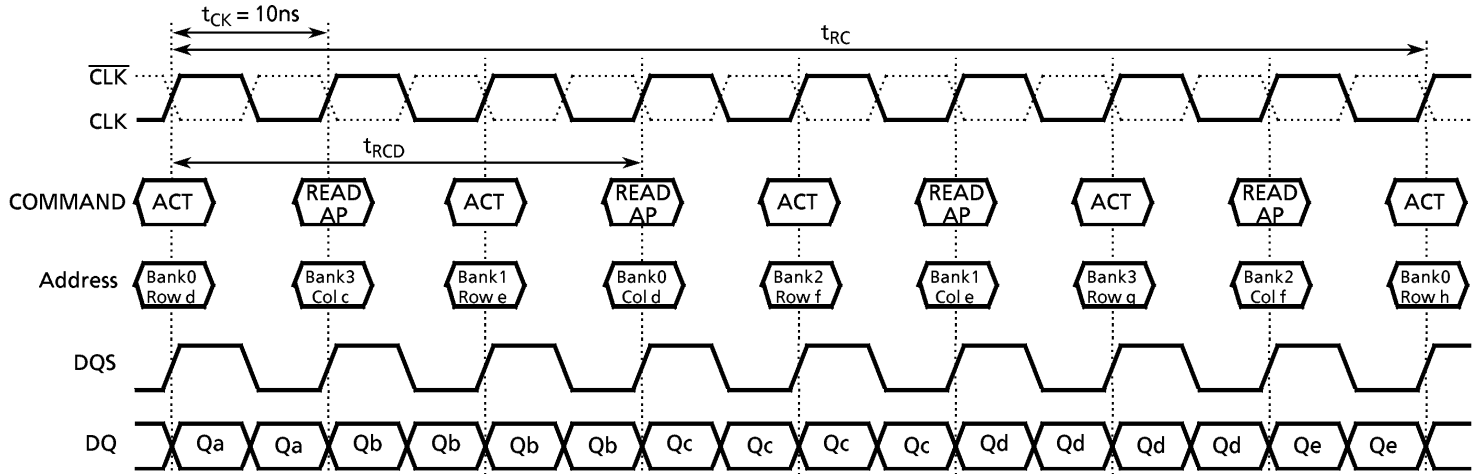 tCK = 10ns
tRC
CLK
CLK
tRCD
COMMAND ACT READ AP ACT READ AP ACT READ AP ACT READ AP ACT
Address Bank0 Row d Bank3 Col c Bank1 Row e Bank0 Col d Bank2 Row f Bank1 Col e Bank3 Row g Bank2 Col f Bank0 Row h
DQS
DQ Qa Qa Qb Qb Qb Qb Qc Qc Qc Qc Qd Qd Qd Qd Qe Qe